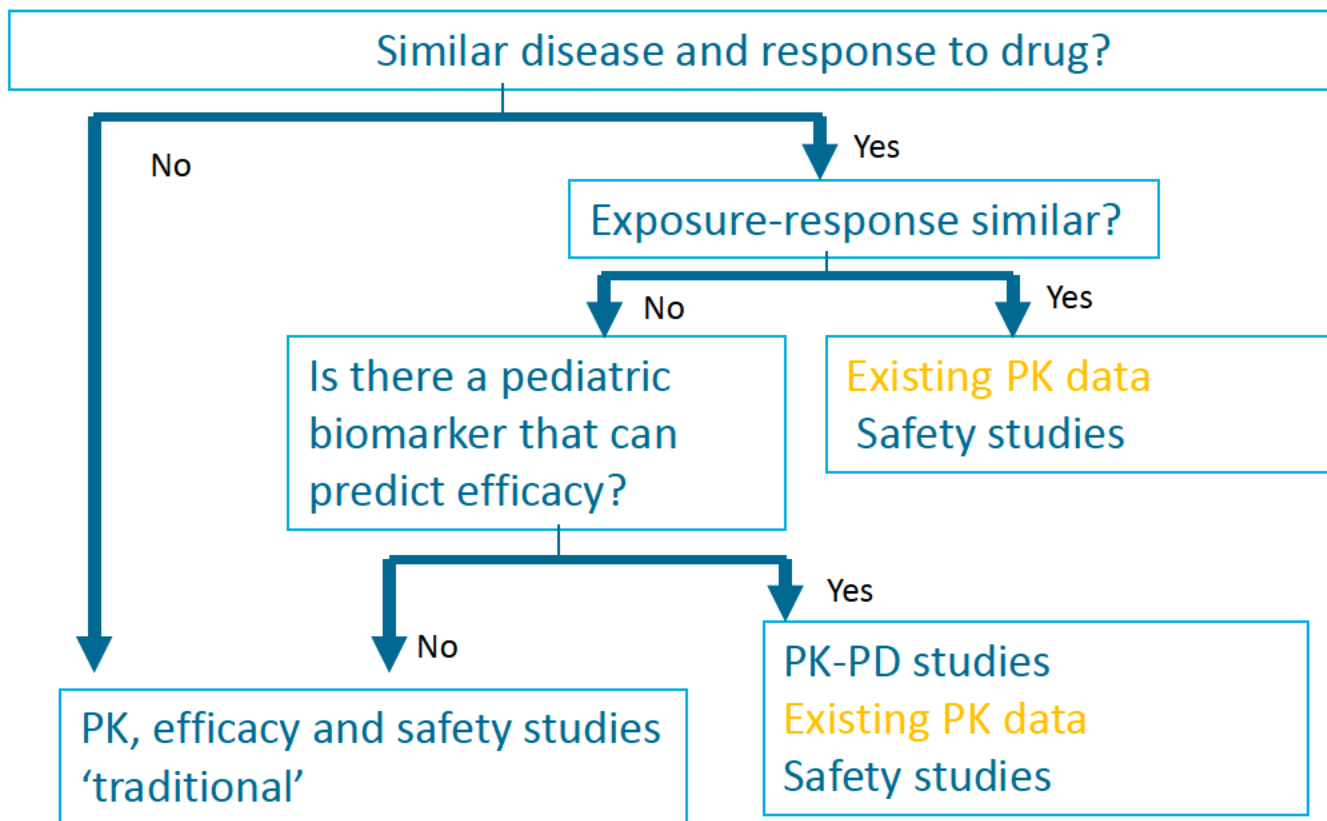 Similar disease and response to drug?
No
Yes
Exposure-response similar?
No
Yes
Is there a pediatric
biomarker that can
predict efficacy?
Existing PK data
Safety studies
No
Yes
PK, efficacy and safety studies
‘traditional’
PK-PD studies
Existing PK data
Safety studies